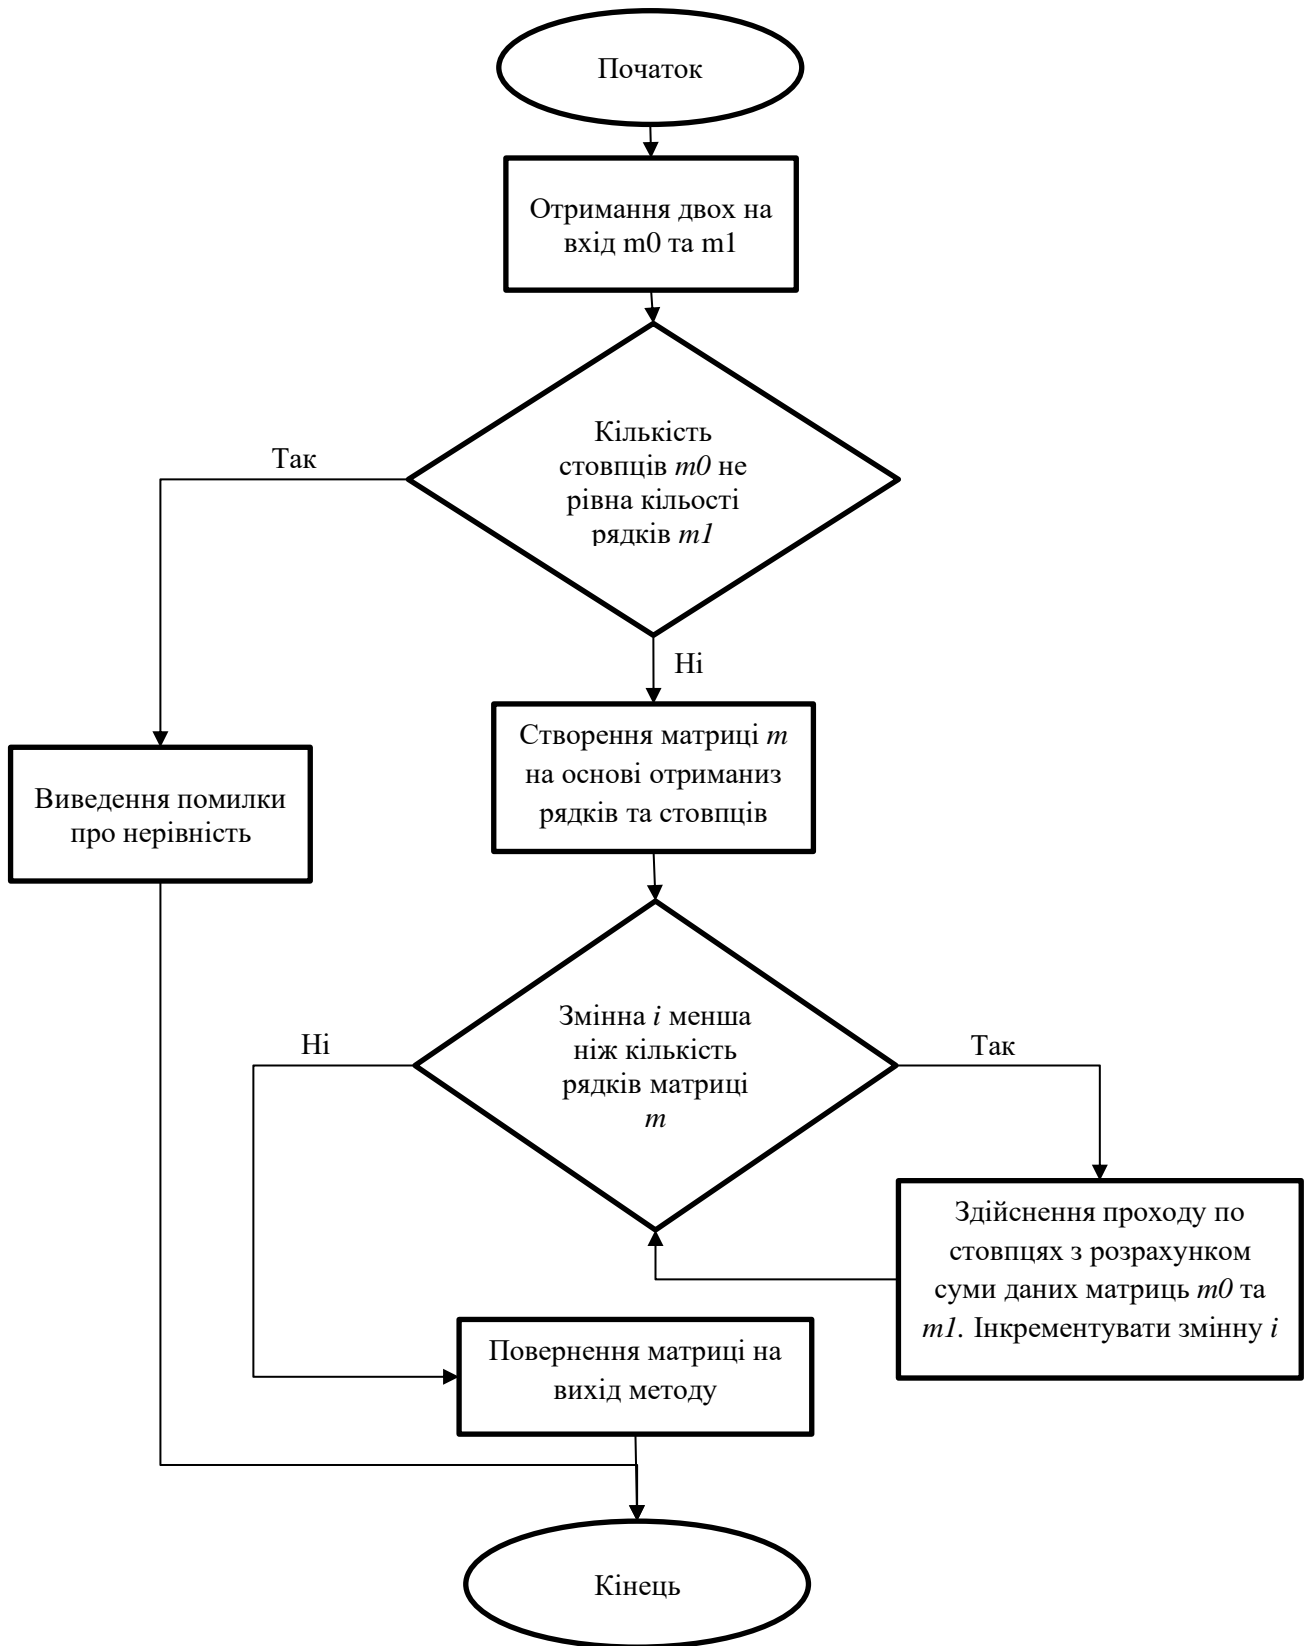 Початок
Отримання двох на
вхід m0 та m1
Кількість
стовпців m0 не
рівна кільості
рядків m1
Так
Ні
Створення матриці m
на основі отриманиз
рядків та стовпців
Виведення помилки
про нерівність
Змінна i менша
ніж кількість
рядків матриці
m
Ні
Так
Здійснення проходу по
стовпцях з розрахунком
суми даних матриць m0 та
m1. Інкрементувати змінну i
Повернення матриці на
вихід методу
Кінець